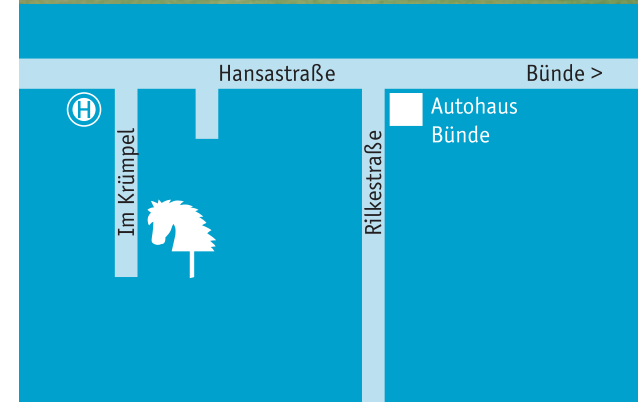 Hansastraße
Bünde >
H
Autohaus
Bünde
Im Krümpel
Rilkestraße